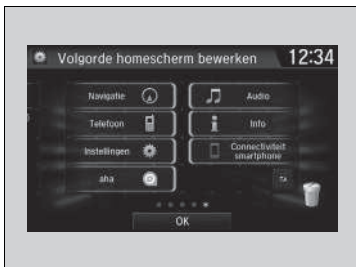 Volgorde homescherm bewerken 12:34
Navigatie
Audio
Telefoon
Info
Instellingen
Connectiviteit
smartphone
aha
OK